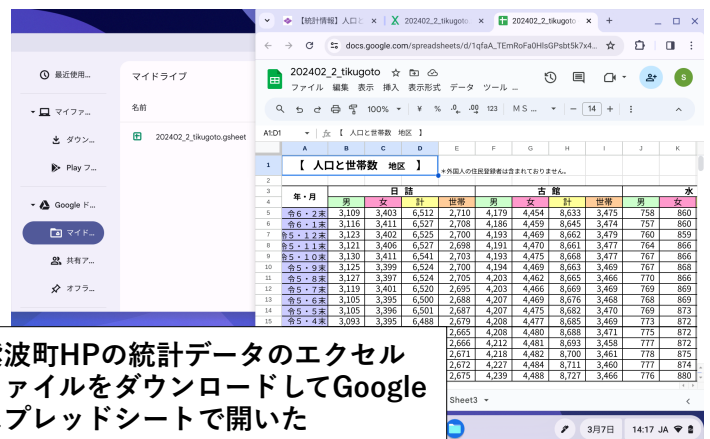 【統計情報】人口と
202402_2_tikugoto
202402_2_tikugoto
docs.google.com/spreadsheets/d/1qfaA_TEmRoFa0HlsGPsbt5k7x4...
202402_2_tikugoto
ファイル 編集 表示 挿入 表示形式 データ ツール ...
S
100% ¥ % .0 .00 123 MS ... 14
A1:D1 fx 【 人口と世帯数 地区 】
最近使用...
マイファ...
ダウン...
Play フ...
Google ド...
マイド...
共有ア...
オフラ...
マイドライブ
名前
202402_2_tikugoto.gsheet
A B C D E F G H I J K
1 【 人口と世帯数 地区 】 *外国人の住民登録者は含まれておりません。
2
3 年・月 日 詰 古 館 水
4 男 女 計 世帯 男 女 計 世帯 男 女
5 令6・2末 3,109 3,403 6,512 2,710 4,179 4,454 8,633 3,475 758 860
6 令6・1末 3,116 3,411 6,527 2,708 4,186 4,459 8,645 3,474 757 860
7 令5・12末 3,123 3,402 6,525 2,700 4,193 4,469 8,662 3,479 760 859
8 令5・11末 3,121 3,406 6,527 2,698 4,191 4,470 8,661 3,477 764 866
9 令5・10末 3,130 3,411 6,541 2,703 4,193 4,475 8,668 3,477 767 866
10 令5・9末 3,125 3,399 6,524 2,700 4,194 4,469 8,663 3,469 767 868
11 令5・8末 3,127 3,397 6,524 2,705 4,203 4,462 8,665 3,466 770 866
12 令5・7末 3,119 3,401 6,520 2,695 4,203 4,466 8,669 3,469 769 869
13 令5・6末 3,105 3,395 6,500 2,688 4,207 4,469 8,676 3,468 768 869
14 令5・5末 3,105 3,396 6,501 2,687 4,207 4,475 8,682 3,470 769 873
15 令5・4末 3,093 3,395 6,488 2,679 4,208 4,477 8,685 3,469 773 872
2,665 4,208 4,480 8,688 3,471 775 872
2,666 4,212 4,481 8,693 3,458 777 872
2,671 4,218 4,482 8,700 3,461 778 875
2,672 4,227 4,484 8,711 3,460 777 874
2,675 4,239 4,488 8,727 3,466 776 880
Sheet3
波町HPの統計データのエクセル
ァイルをダウンロードしてGoogle
プレッドシートで開いた
3月7日 14:17 JA